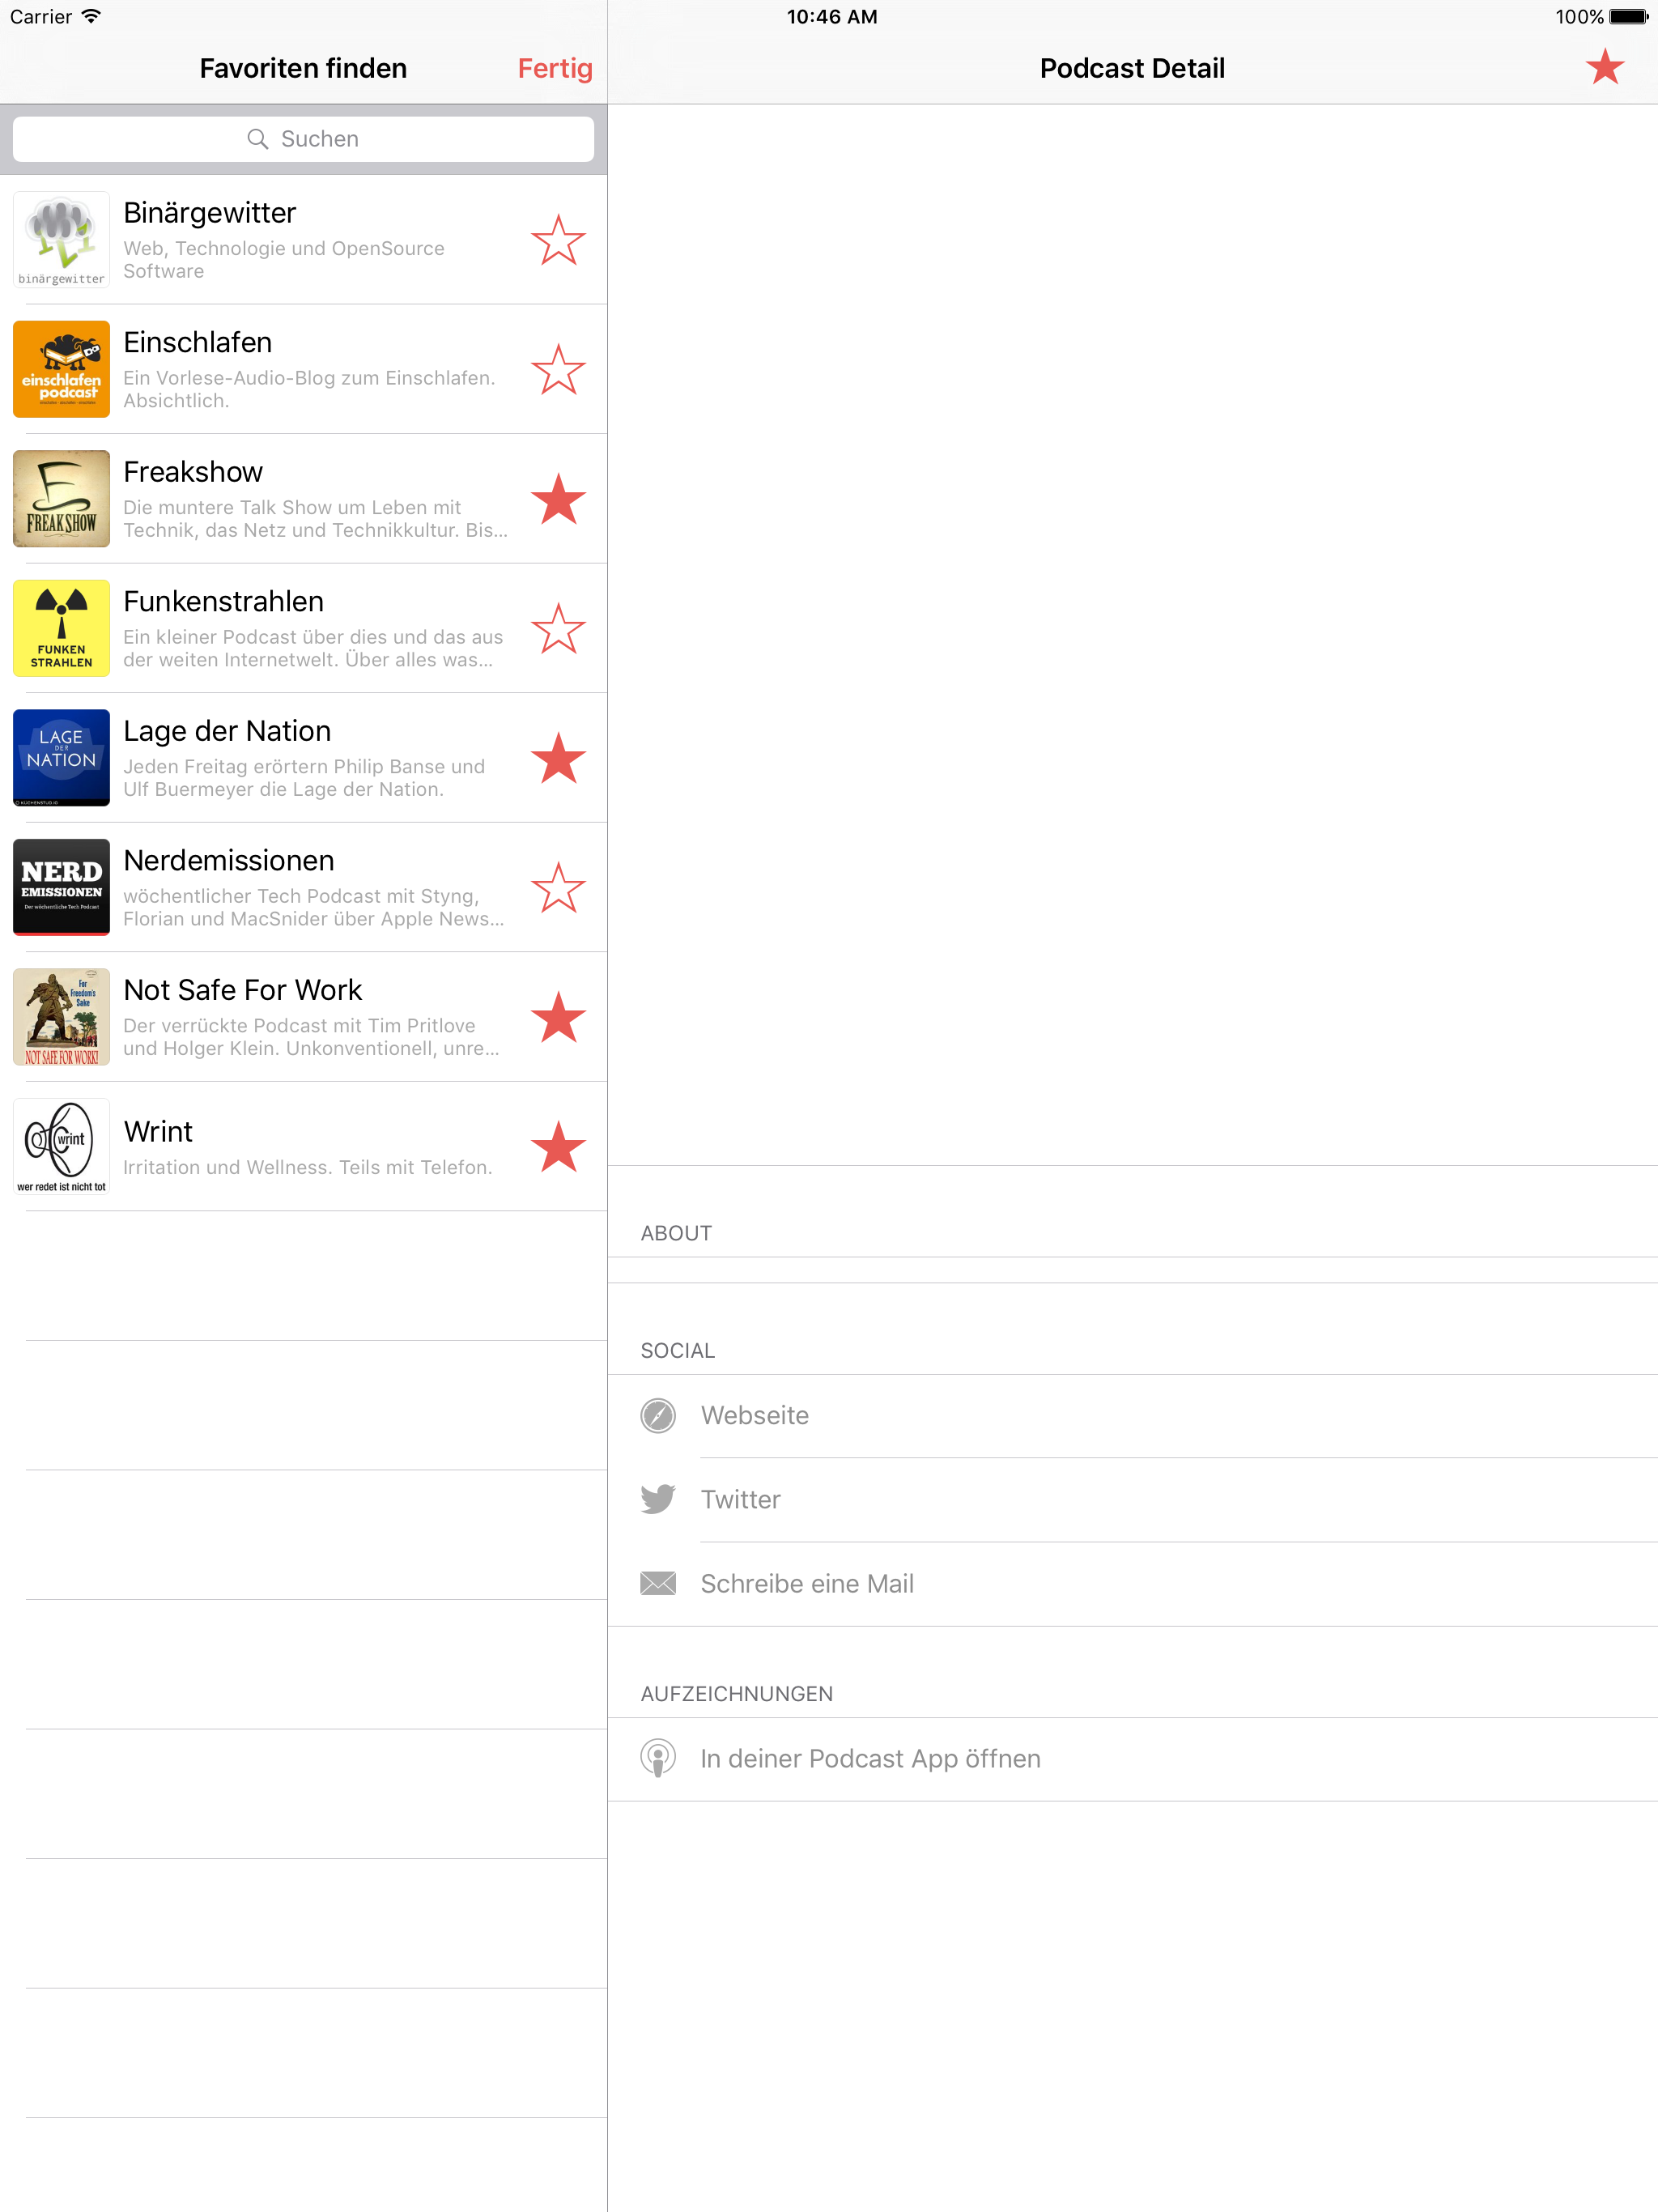 Carrier
10:46 AM
100%
Favoriten finden
Fertig
Podcast Detail
Suchen
binärgewitter
Binärgewitter
Web, Technologie und OpenSource
Software
einschlafen
podcast
Einschlafen
Ein Vorlese-Audio-Blog zum Einschlafen.
Absichtlich.
FREAK SHOW
Freakshow
Die muntere Talk Show um Leben mit
Technik, das Netz und Technikkultur. Bis...
FUNKEN
STRAHLEN
Funkenstrahlen
Ein kleiner Podcast über dies und das aus
der weiten Internetwelt. Über alles was...
LAGE
DER
NATION
Lage der Nation
Jeden Freitag erörtern Philip Banse und
Ulf Buermeyer die Lage der Nation.
NERD
EMISSIONEN
Der wöchentliche Tech Podcast
Nerdemissionen
wöchentlicher Tech Podcast mit Styng,
Florian und MacSnider über Apple News...
For
Freedom's
Sake
NOT SAFE FOR WORK!
Not Safe For Work
Der verrückte Podcast mit Tim Pritlove
und Holger Klein. Unkonventionell, unre...
wrint
wer redet ist nicht tot
Wrint
Irritation und Wellness. Teils mit Telefon.
ABOUT
SOCIAL
Webseite
Twitter
Schreibe eine Mail
AUFZEICHNUNGEN
In deiner Podcast App öffnen